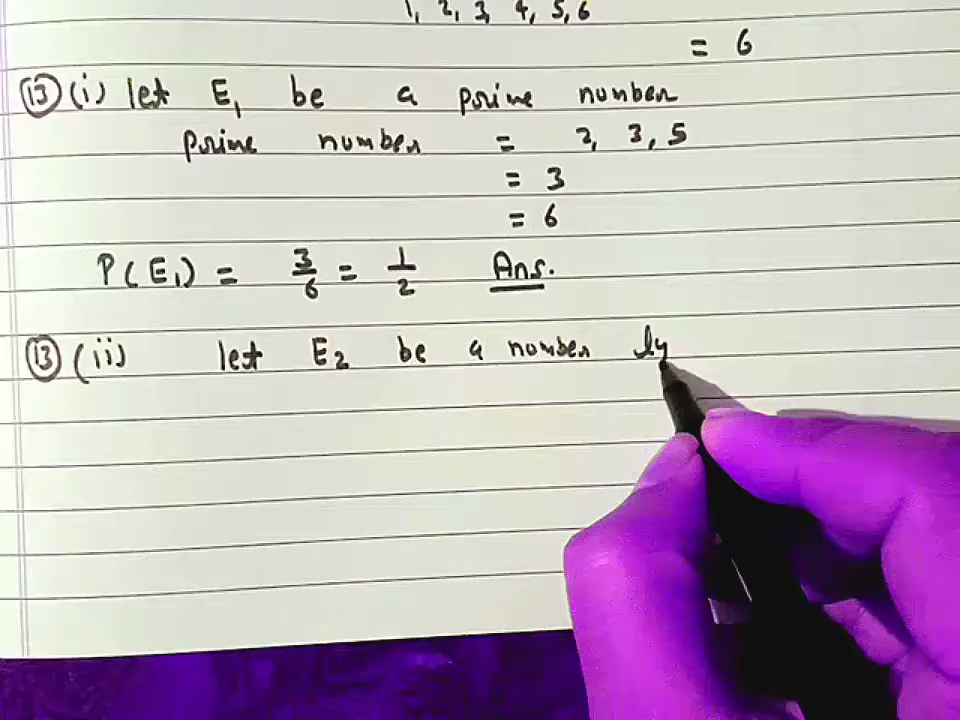 1, 2, 3, 4, 5, 6
= 6
13 (i) let E₁ be a prime number
prime number = 2, 3, 5
= 3
= 6
P(E₁) = 3/6 = 1/2 Ans.
13 (ii) let E₂ be a number ly